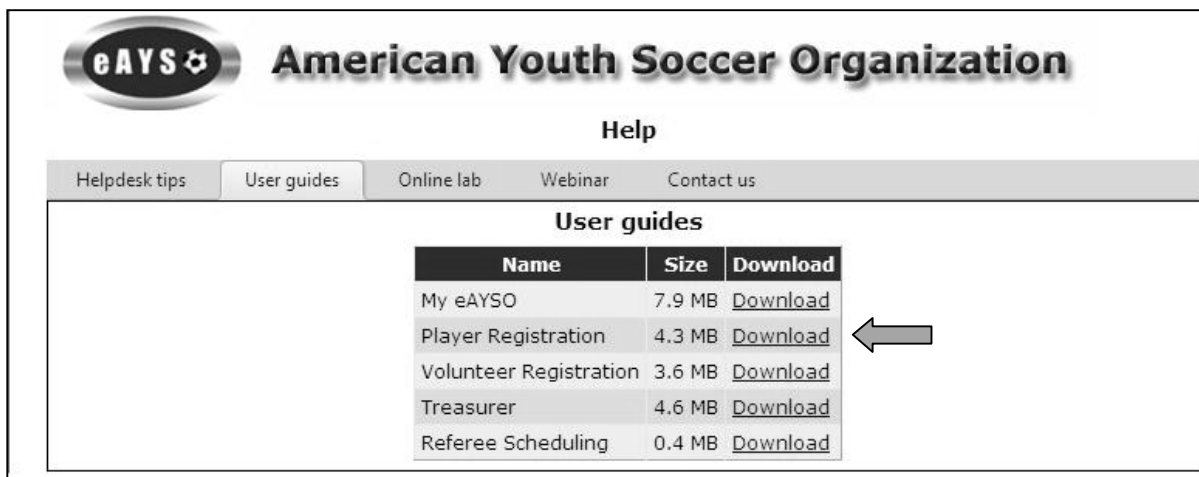 eAYSO
American Youth Soccer Organization
Help
Helpdesk tips User guides Online lab Webinar Contact us
User guides
Name Size Download
My eAYSO 7.9 MB Download
Player Registration 4.3 MB Download
Volunteer Registration 3.6 MB Download
Treasurer 4.6 MB Download
Referee Scheduling 0.4 MB Download